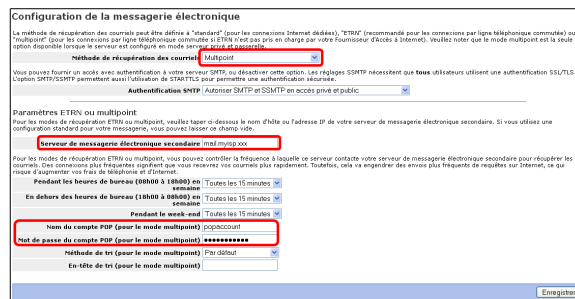 Configuration de la messagerie électronique
La méthode de récupération des courriels peut être définie à "standard" (pour les connexions Internet dédiées), "ETRN" (recommandé pour les connexions par ligne téléphonique commutée) ou
"multipoint" (pour les connexions par ligne téléphonique commutée si ETRN n'est pas pris en charge par votre Fournisseur d'Accès à Internet). Veuillez noter que le mode multipoint est la seule
option disponible lorsque le serveur est configuré en mode serveur privé et passerelle.
Méthode de récupération des courriels Multipoint
Vous pouvez fournir un accès avec authentification à votre serveur SMTP, ou désactiver cette option. Les réglages SSMTP nécessitent que tous utilisateurs utilisent une authentification SSL/TLS.
L'option SMTP/SSMTP permettent aussi l'utilisation de STARTTLS pour permettre une authentification sécurisée.
Authentification SMTP Autoriser SMTP et SSMTP en accès privé et public
Paramètres ETRN ou multipoint
Pour les modes de récupération ETRN ou multipoint, veuillez taper ci-dessous le nom d'hôte ou l'adresse IP de votre serveur de messagerie électronique secondaire. Si vous utilisez une
configuration standard pour votre messagerie, vous pouvez laisser ce champ vide.
Serveur de messagerie électronique secondaire mail.myisp.xxx
Pour les modes de récupération ETRN ou multipoint, vous pouvez contrôler la fréquence à laquelle ce serveur contacte votre serveur de messagerie électronique secondaire pour récupérer les
courriels. Des connexions plus fréquentes signifient que vous recevrez vos courriels plus rapidement. Toutefois, cela va engendrer des envois plus fréquents de requêtes sur Internet, ce qui
risque d'augmenter vos frais de téléphonie et d'Internet.
Pendant les heures de bureau (08h00 à 18h00) en
semaine Toutes les 15 minutes
En dehors des heures de bureau (18h00 à 08h00) en
semaine Toutes les 15 minutes
Pendant le week-end Toutes les 15 minutes
Nom du compte POP (pour le mode multipoint) popaccount
Mot de passe du compte POP (pour le mode multipoint) •••••••••••
Méthode de tri (pour le mode multipoint) Par défaut
En-tête de tri (pour le mode multipoint)
Enregistrer